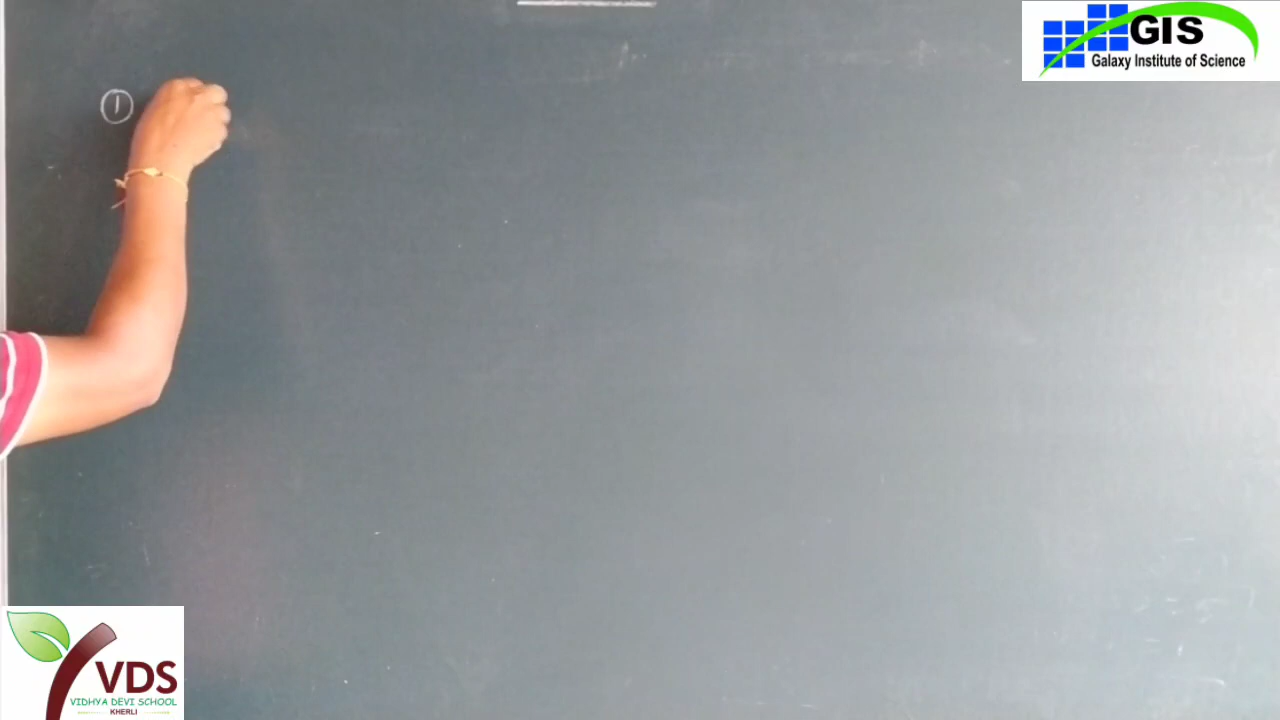 GIS
Galaxy Institute of Science
①
VDS
VIDHYA DEVI SCHOOL
KHERLI